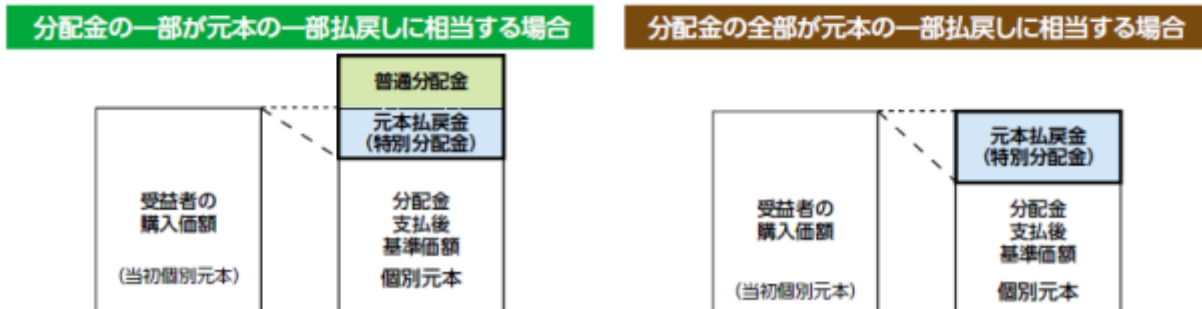 分配金の一部が元本の一部払戻しに相当する場合
普通分配金
元本払戻金
(特別分配金)
受益者の
購入価額
(当初個別元本)
分配金
支払後
基準価額
個別元本
分配金の全部が元本の一部払戻しに相当する場合
元本払戻金
(特別分配金)
受益者の
購入価額
(当初個別元本)
分配金
支払後
基準価額
個別元本